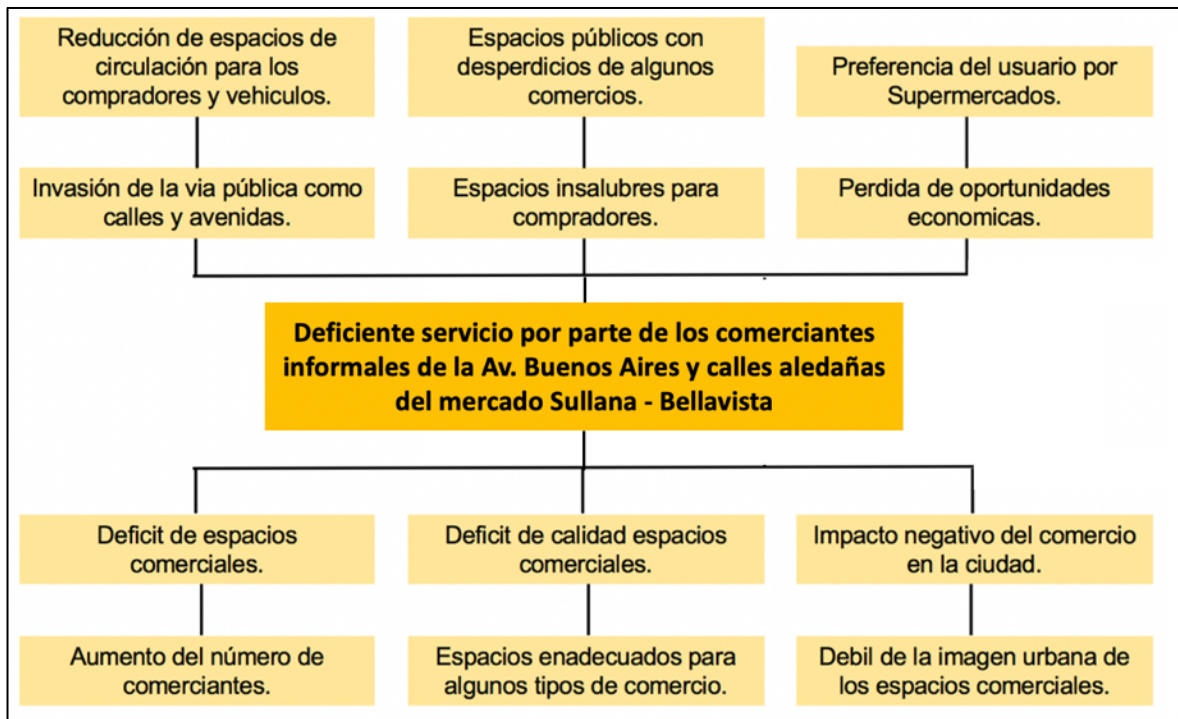 Reducción de espacios de
circulación para los
compradores y vehiculos.
Espacios públicos con
desperdicios de algunos
comercios.
Preferencia del usuario por
Supermercados.
Invasión de la via pública como
calles y avenidas.
Espacios insalubres para
compradores.
Perdida de oportunidades
economicas.
Deficiente servicio por parte de los comerciantes
informales de la Av. Buenos Aires y calles aledañas
del mercado Sullana - Bellavista
Deficit de espacios
comerciales.
Deficit de calidad espacios
comerciales.
Impacto negativo del comercio
en la ciudad.
Aumento del número de
comerciantes.
Espacios enadecuados para
algunos tipos de comercio.
Debil de la imagen urbana de
los espacios comerciales.